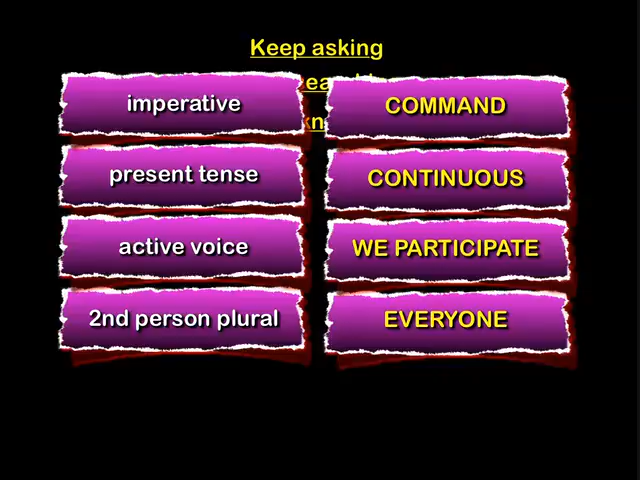 Keep asking
imperative
COMMAND
present tense
CONTINUOUS
active voice
WE PARTICIPATE
2nd person plural
EVERYONE